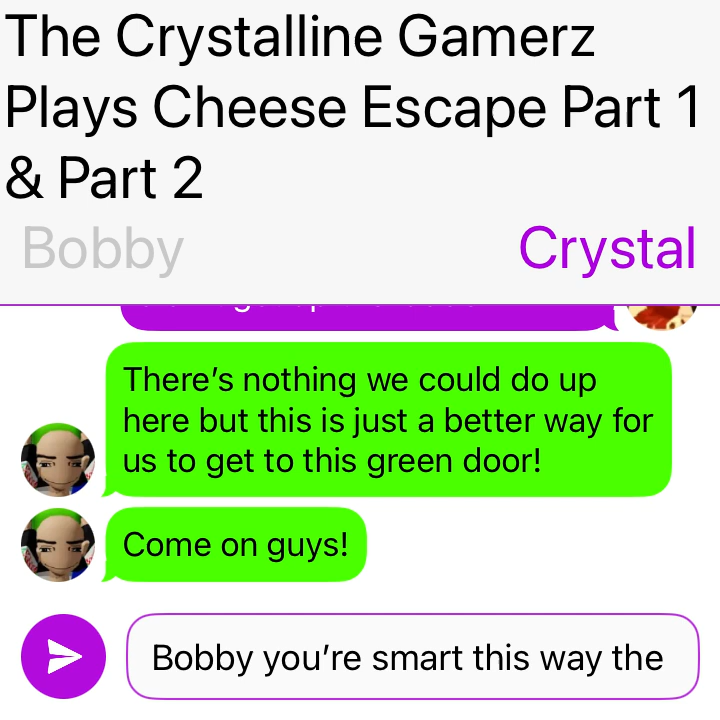 The Crystalline Gamerz
Plays Cheese Escape Part 1
& Part 2
Bobby
Crystal
There’s nothing we could do up
here but this is just a better way for
us to get to this green door!
Come on guys!
Bobby you’re smart this way the